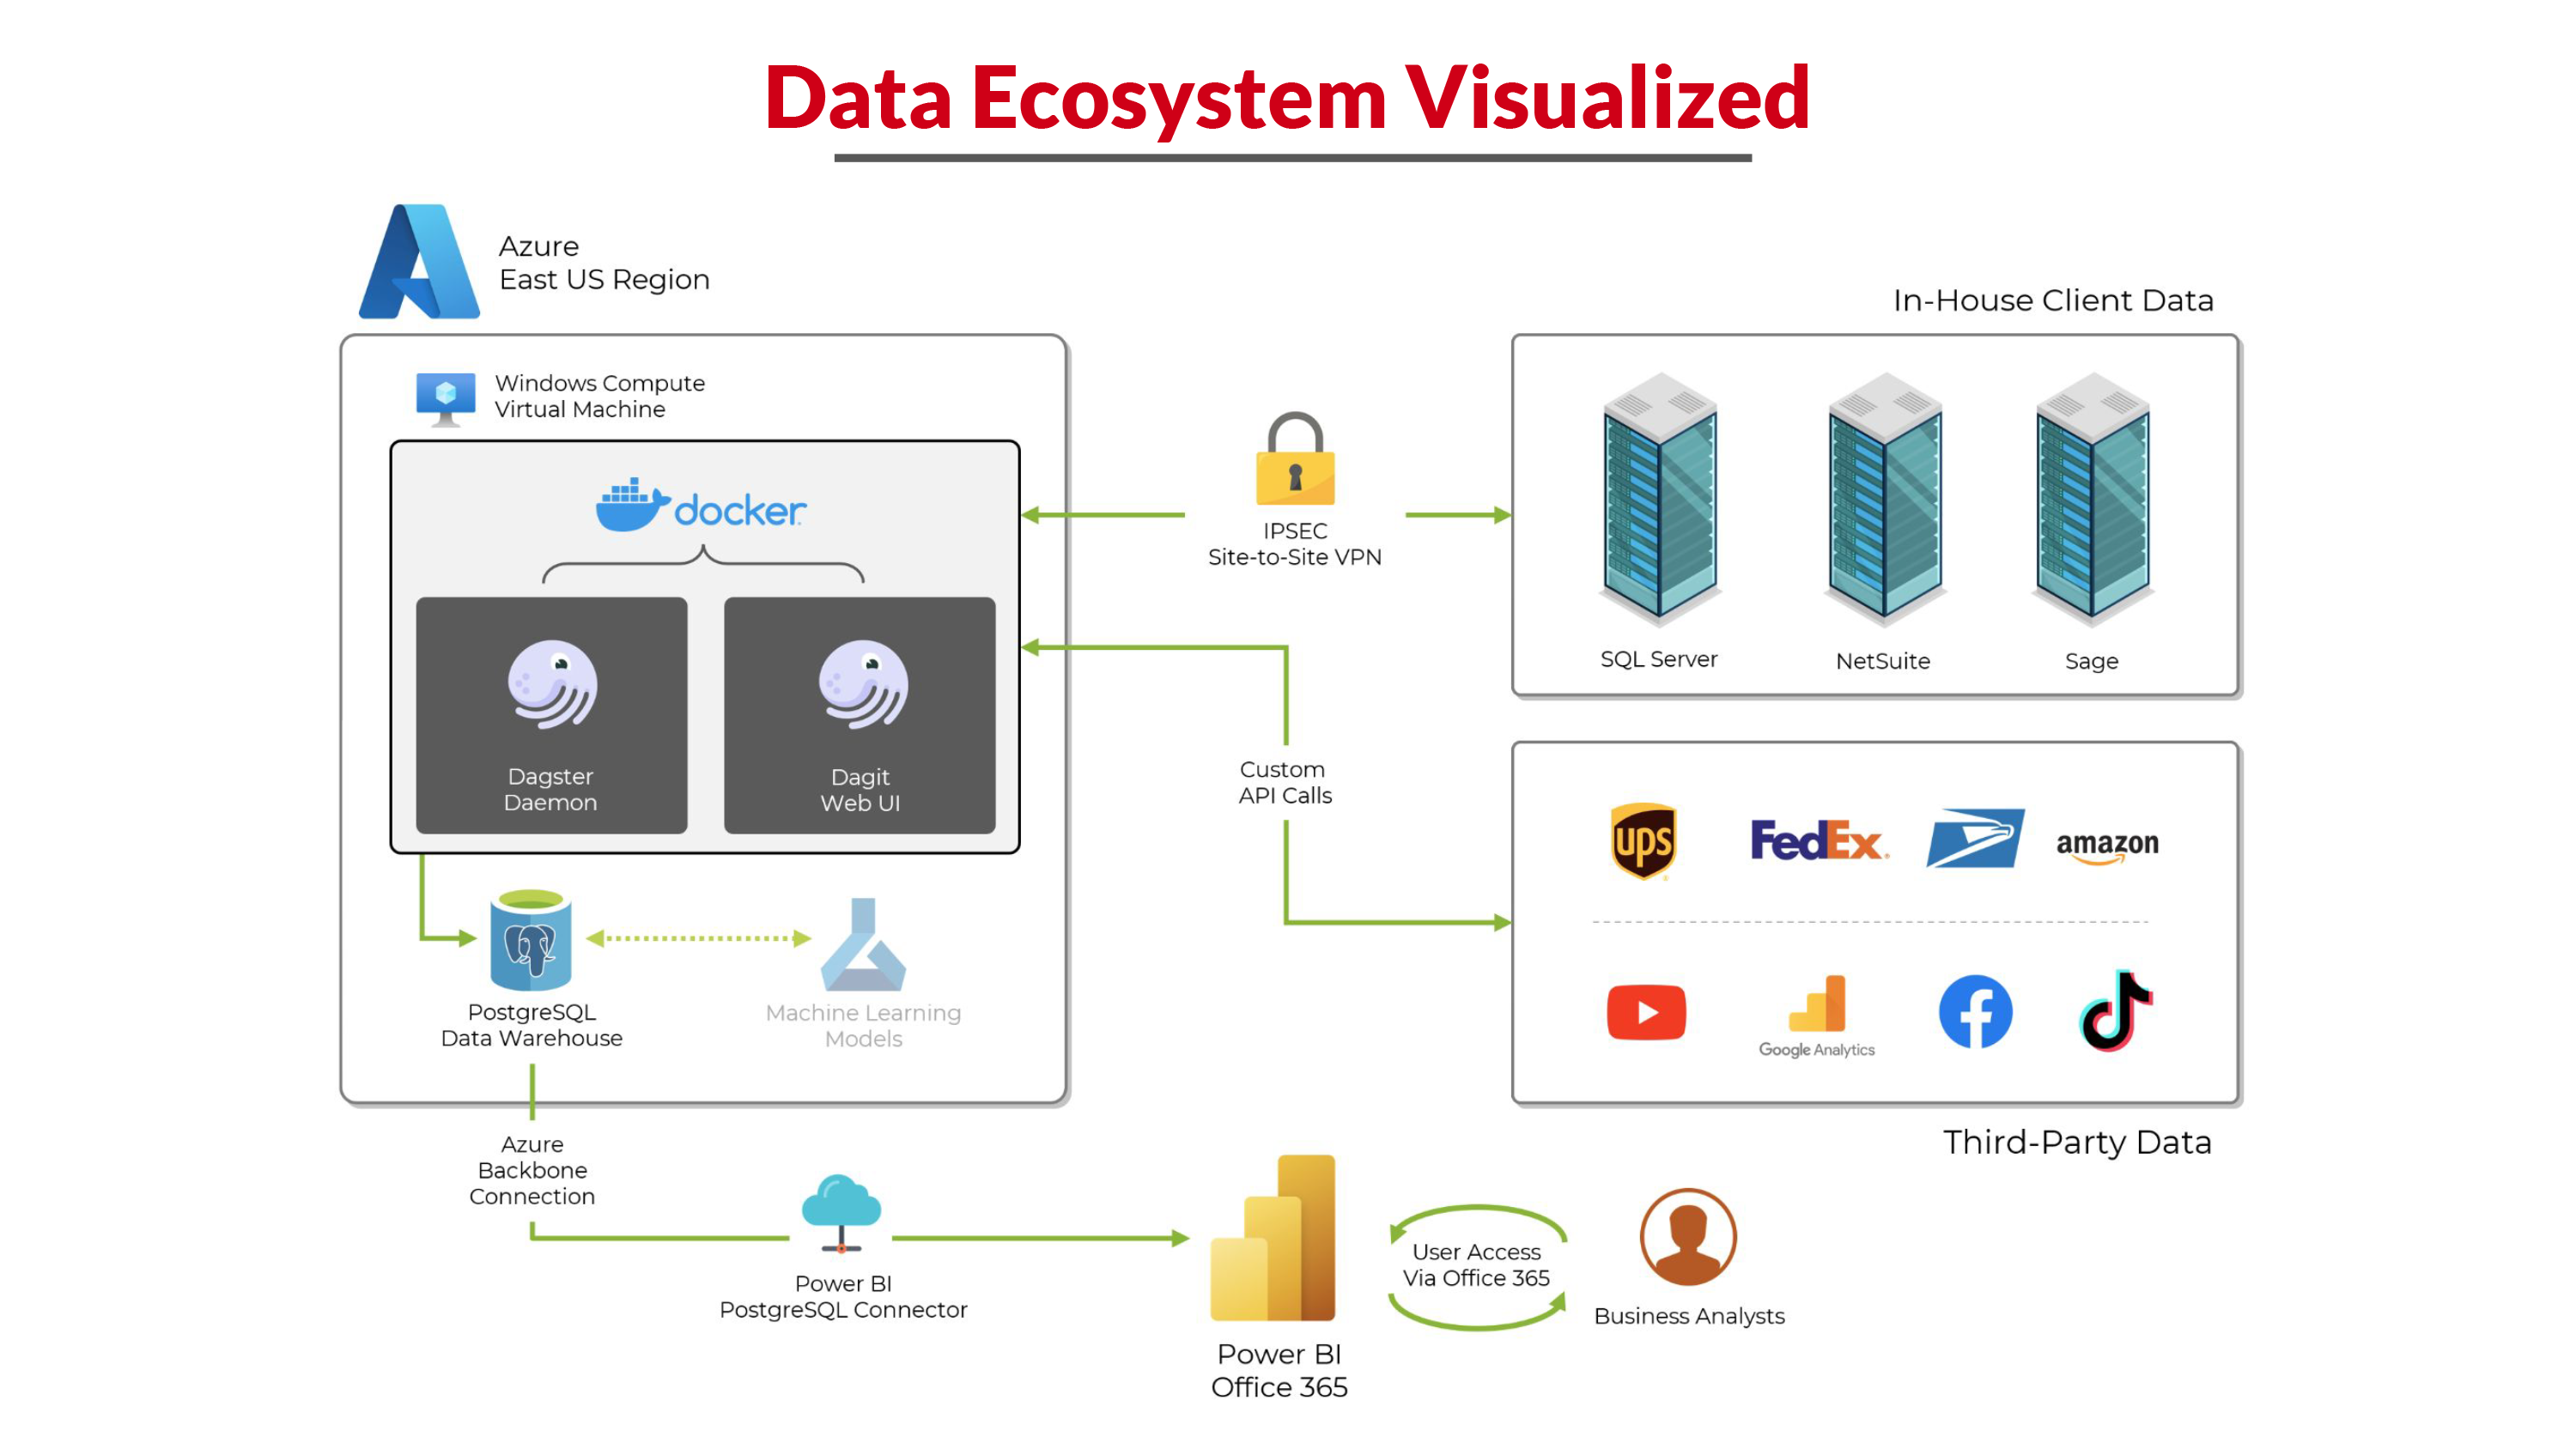 Data Ecosystem Visualized
Azure
East US Region
Windows Compute
Virtual Machine
docker
Dagster
Daemon
Dagit
Web UI
PostgreSQL
Data Warehouse
Machine Learning
Models
IPSEC
Site-to-Site VPN
Custom
API Calls
In-House Client Data
SQL Server
NetSuite
Sage
ups
FedEx
amazon
Google Analytics
Third-Party Data
Azure
Backbone
Connection
Power BI
PostgreSQL Connector
Power BI
Office 365
User Access
Via Office 365
Business Analysts